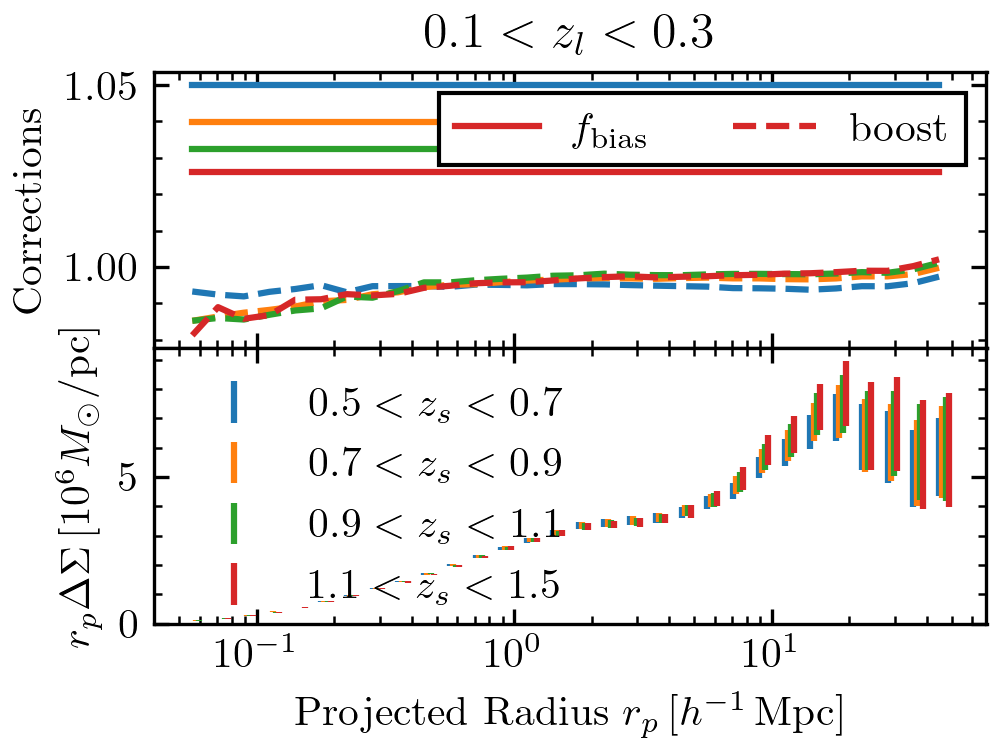 0.1 < z_l < 0.3
Corrections
1.05
1.00
f_bias
boost
r_p ΔΣ [10^6 M_⊙/pc]
5
0
0.5 < z_s < 0.7
0.7 < z_s < 0.9
0.9 < z_s < 1.1
1.1 < z_s < 1.5
10^−1
10^0
10^1
Projected Radius r_p [h^−1 Mpc]